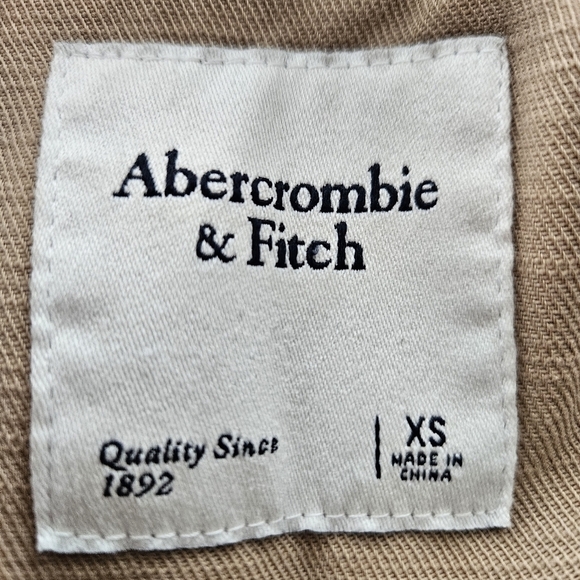 Abercrombie
& Fitch
Quality Since
1892
XS
MADE IN
CHINA